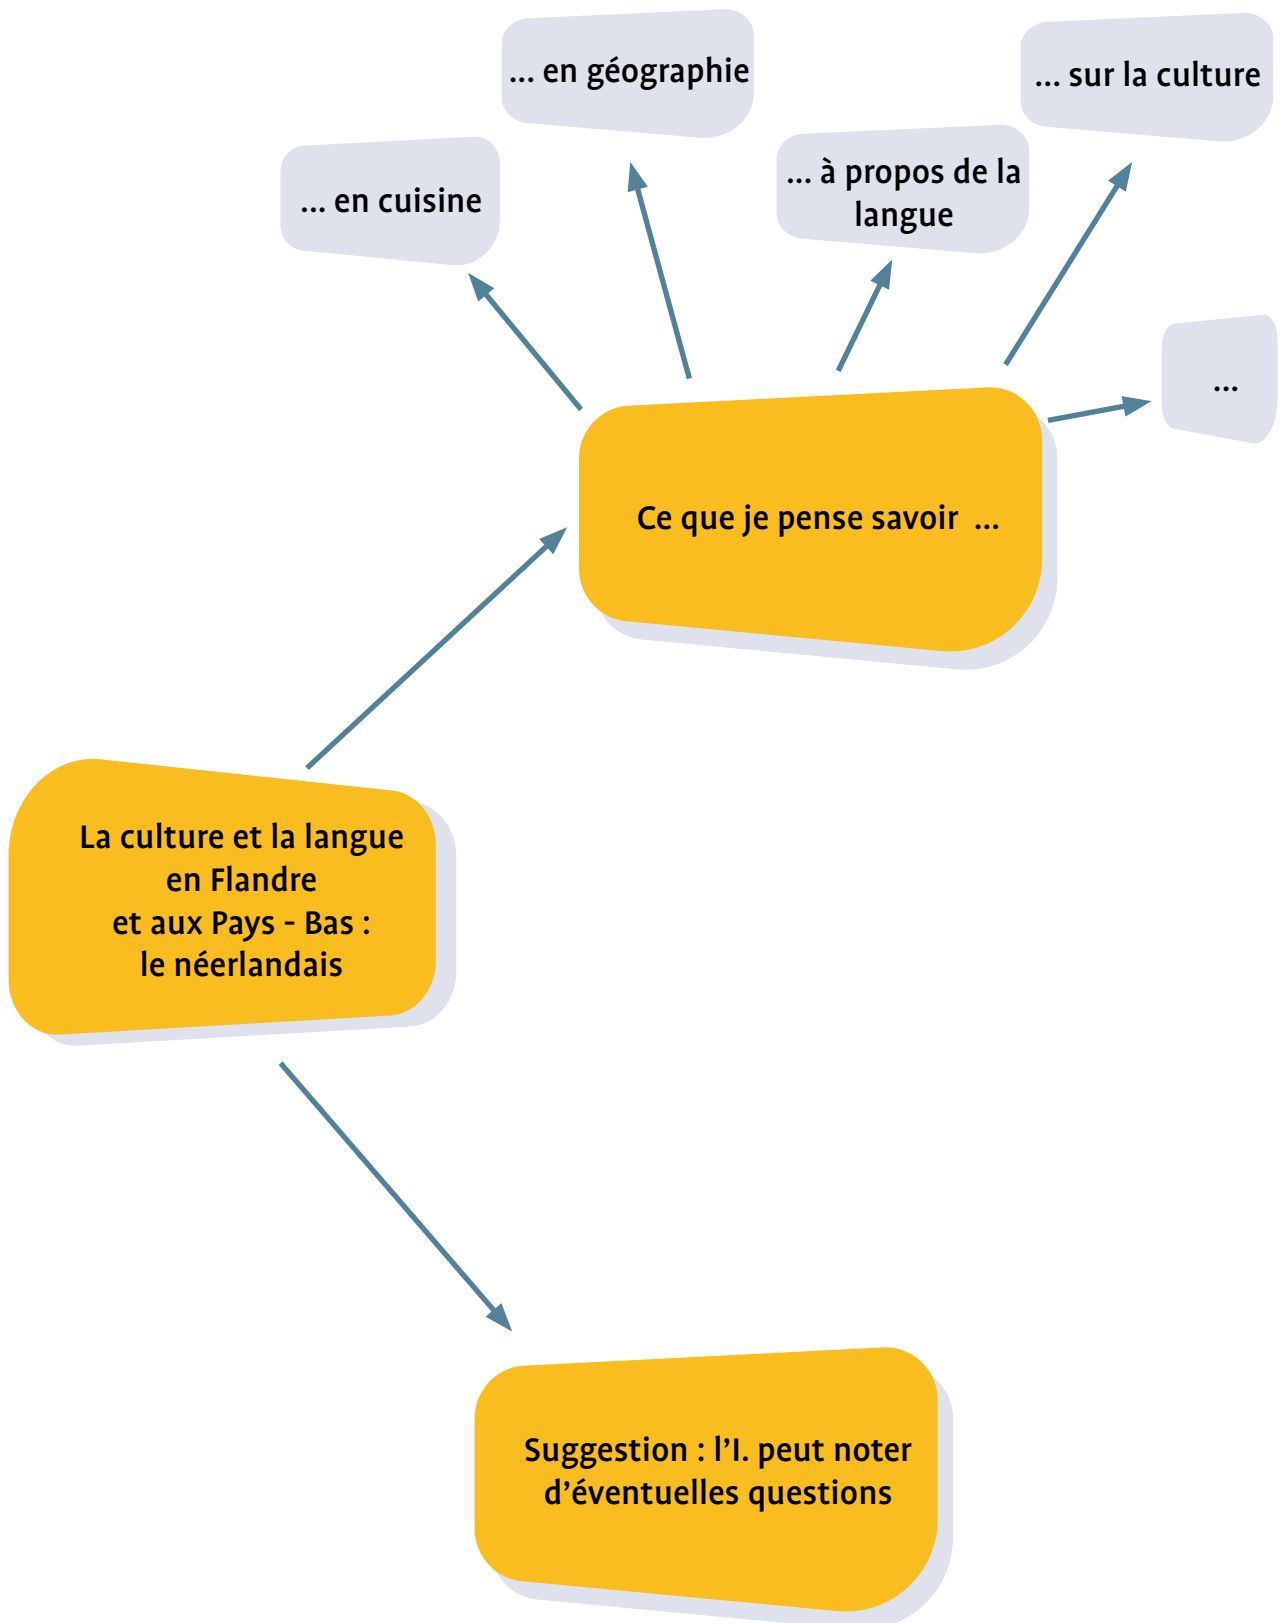 ... en géographie
... sur la culture
... en cuisine
... à propos de la
langue
...
Ce que je pense savoir ...
La culture et la langue
en Flandre
et aux Pays - Bas :
le néerlandais
Suggestion : l’I. peut noter
d’éventuelles questions